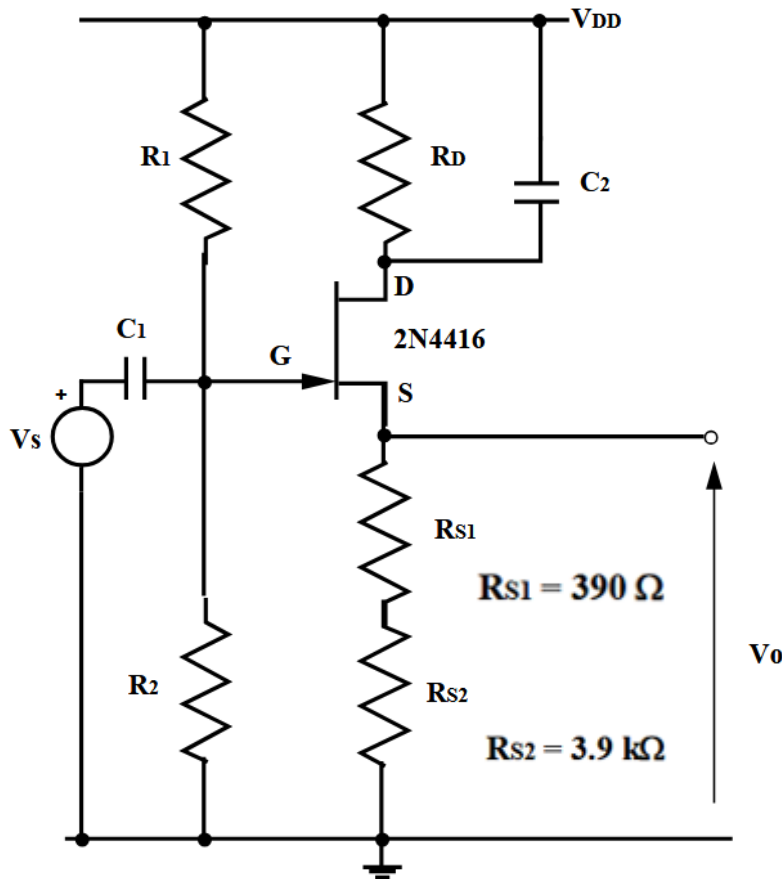 VDD
R1
RD
C2
D
C1
G
2N4416
S
+
Vs
RS1
RS1 = 390 Ω
R2
RS2
Vo
RS2 = 3.9 kΩ